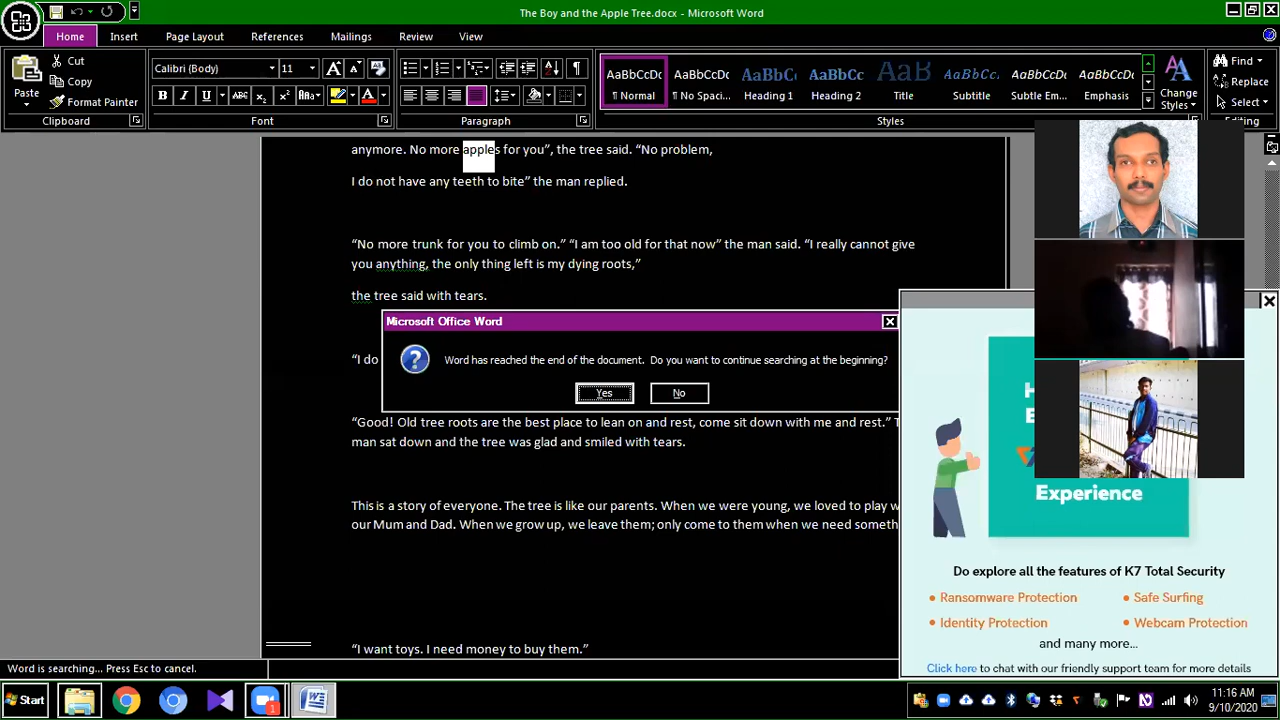 The Boy and the Apple Tree.docx - Microsoft Word
Home Insert Page Layout References Mailings Review View
Paste Cut Copy Format Painter
Calibri (Body) 11
AaBbCcDc AaBbCcDc AaBbC AaBbCc AaB AaBbCc AaBbCcDc AaBbCcDc
¶ Normal ¶ No Spaci... Heading 1 Heading 2 Title Subtitle Subtle Em... Emphasis
Change Styles
Find Replace Select
Clipboard Font Paragraph Styles Editing
anymore. No more apples for you”, the tree said. “No problem,
I do not have any teeth to bite” the man replied.
“No more trunk for you to climb on.” “I am too old for that now” the man said. “I really cannot give
you anything, the only thing left is my dying roots,”
the tree said with tears.
Microsoft Office Word
“I do
Word has reached the end of the document. Do you want to continue searching at the beginning?
Yes No
“Good! Old tree roots are the best place to lean on and rest, come sit down with me and rest.” T
man sat down and the tree was glad and smiled with tears.
This is a story of everyone. The tree is like our parents. When we were young, we loved to play w
our Mum and Dad. When we grow up, we leave them; only come to them when we need someth
“I want toys. I need money to buy them.”
Experience
Do explore all the features of K7 Total Security
• Ransomware Protection • Safe Surfing
• Identity Protection • Webcam Protection
and many more...
Click here to chat with our friendly support team for more details
Word is searching... Press Esc to cancel.
Start 1 11:16 AM
9/10/2020